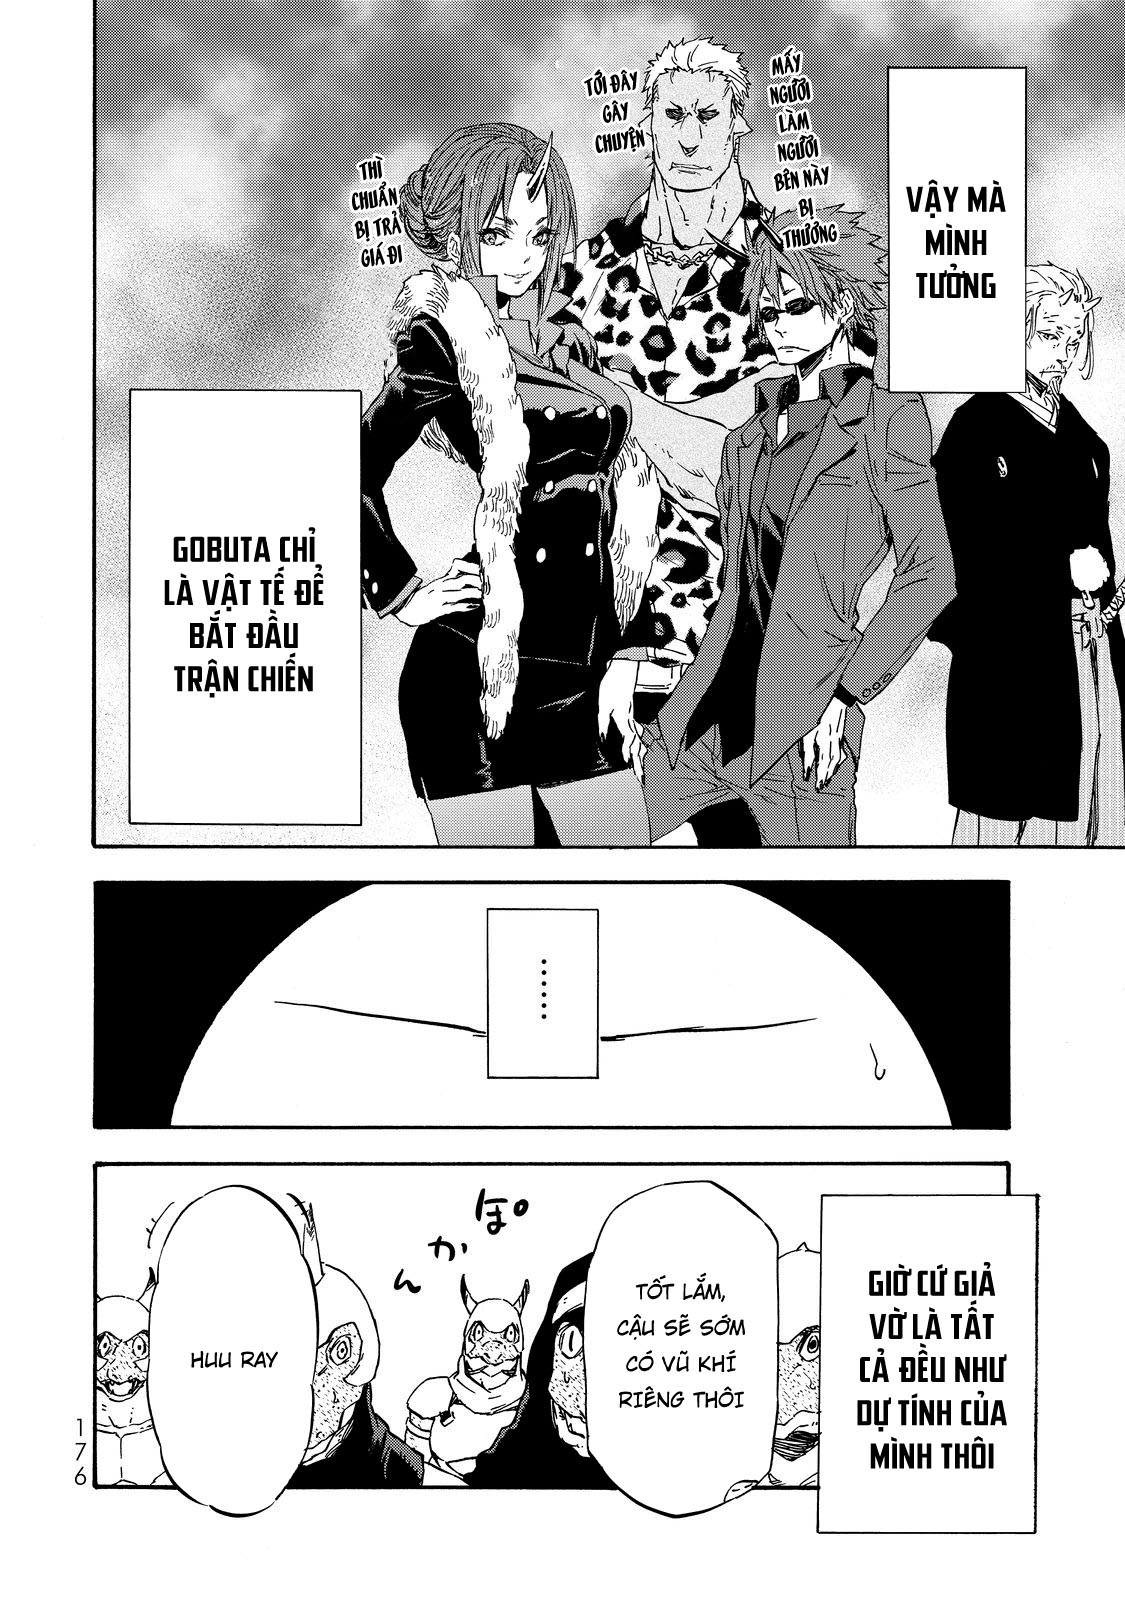 VẬY MÀ
MÌNH
TƯỞNG
MẤY
NGƯỜI
LÀM
NGƯỜI
BÊN NÀY
BỊ
THƯƠNG
TỚI ĐÂY
GÂY
CHUYỆN
THÌ
CHUẨN
BỊ TRẢ
GIÁ ĐI
GOBUTA CHỈ
LÀ VẬT TẾ ĐỂ
BẮT ĐẦU
TRẬN CHIẾN
.......
GIỜ CỨ GIẢ
VỜ LÀ TẤT
CẢ ĐỀU NHƯ
DỰ TÍNH CỦA
MÌNH THÔI
TỐT LẮM,
CẬU SẼ SỚM
CÓ VŨ KHÍ
RIÊNG THÔI
ぽかん
HUU RAY
176